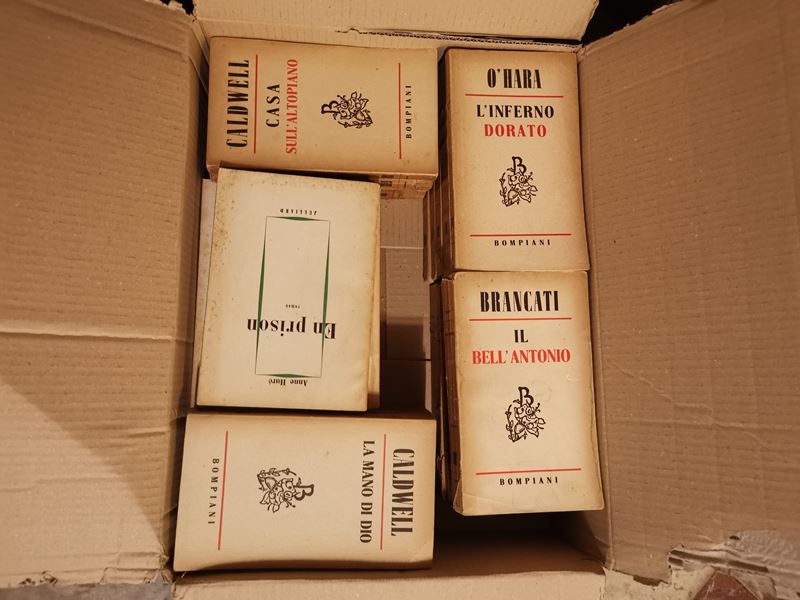 CALDWELL
CASA
SULL'ALTOPIANO
BOMPIANI
O'HARA
L'INFERNO
DORATO
BOMPIANI
Anne Huré
En prison
roman
JULLIARD
BRANCATI
IL
BELL'ANTONIO
BOMPIANI
CALDWELL
LA MANO DI DIO
BOMPIANI